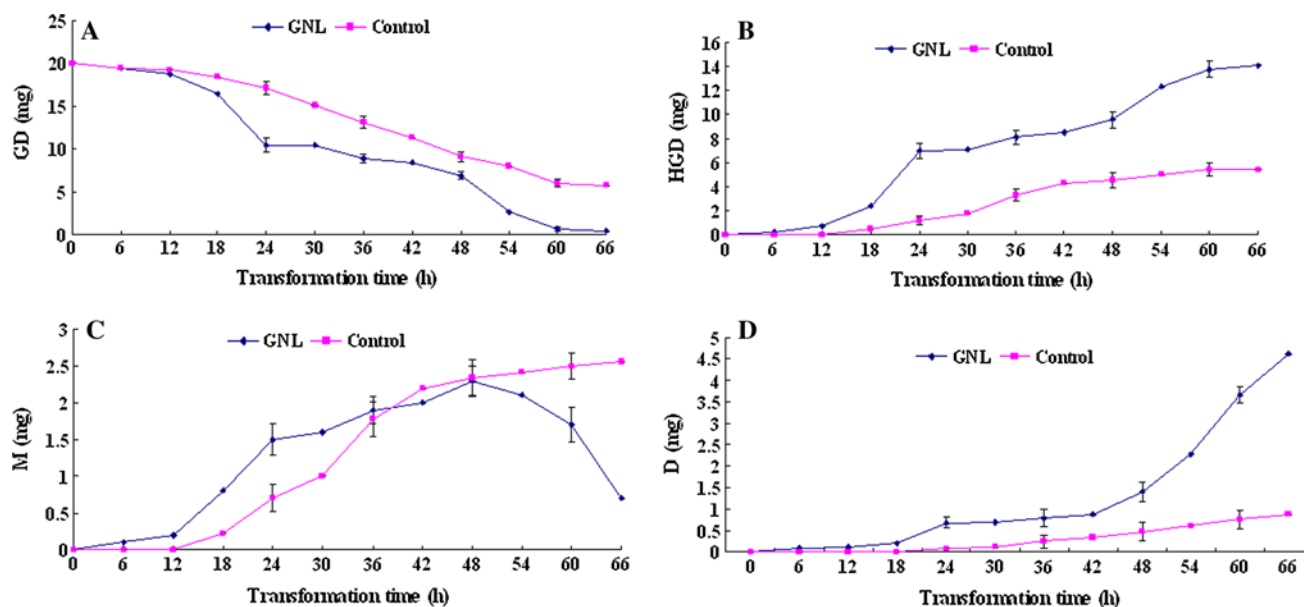 A
GNL Control
25
20
15
10
5
0
GD (mg)
0 6 12 18 24 30 36 42 48 54 60 66
Transformation time (h)
B
GNL Control
16
14
12
10
8
6
4
2
0
HGD (mg)
0 6 12 18 24 30 36 42 48 54 60 66
Transformation time (h)
C
GNL Control
3
2.5
2
1.5
1
0.5
0
M (mg)
0 6 12 18 24 30 36 42 48 54 60 66
Transformation time (h)
D
GNL Control
5
4.5
4
3.5
3
2.5
2
1.5
1
0.5
0
D (mg)
0 6 12 18 24 30 36 42 48 54 60 66
Transformation time (h)